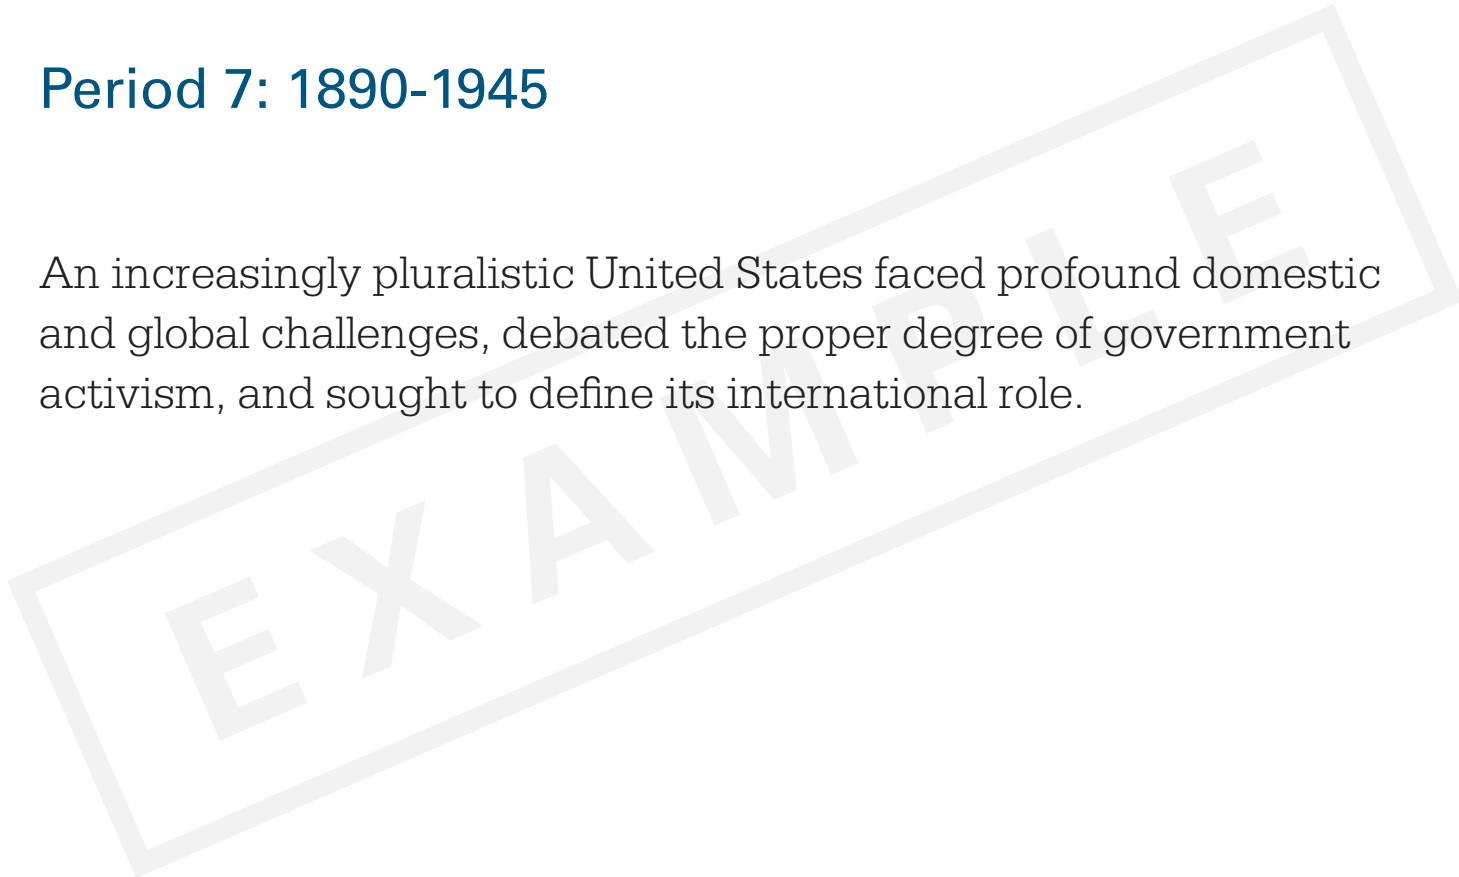 Period 7: 1890-1945
An increasingly pluralistic United States faced profound domestic
and global challenges, debated the proper degree of government
activism, and sought to define its international role.
EXAMPLE